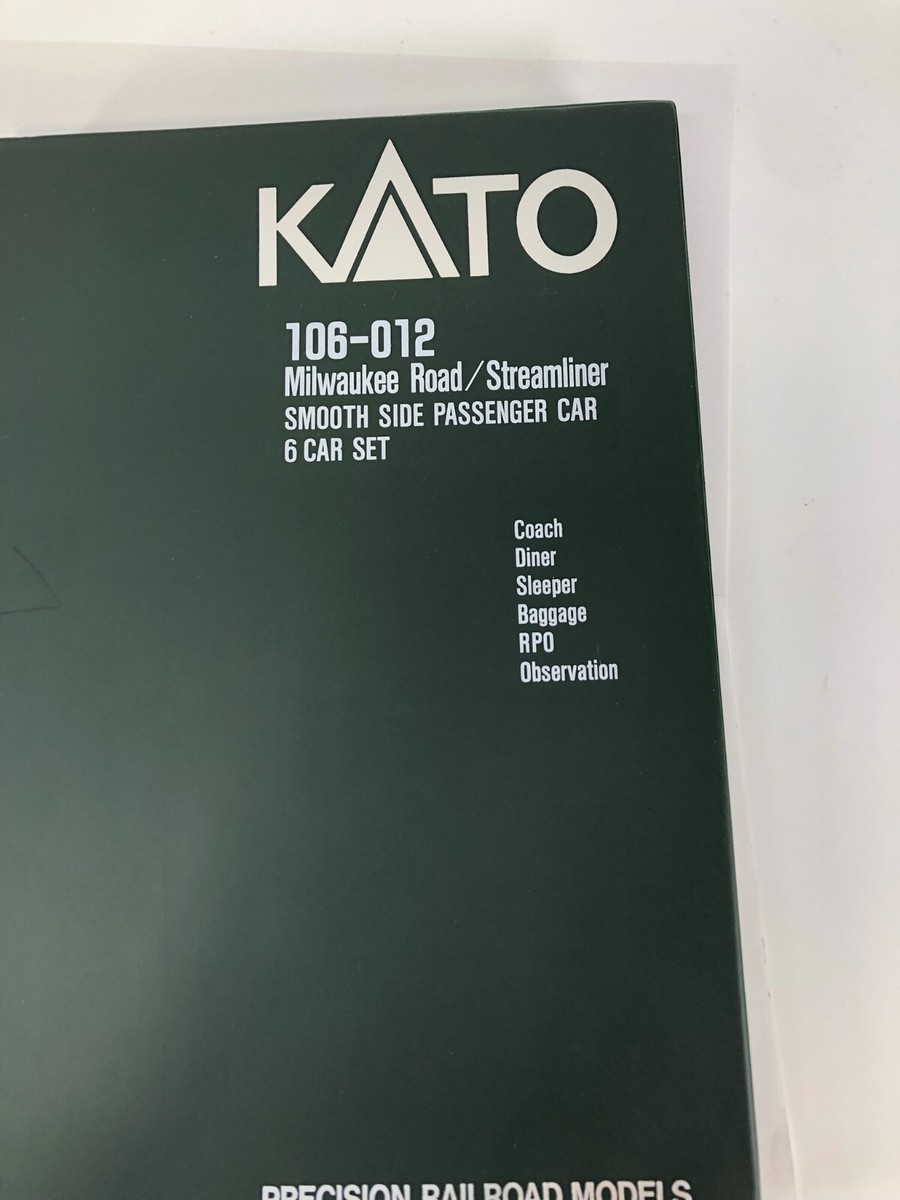 KATO
106-012
Milwaukee Road/Streamliner
SMOOTH SIDE PASSENGER CAR
6 CAR SET
Coach
Diner
Sleeper
Baggage
RPO
Observation
PRECISION RAILROAD MODELS